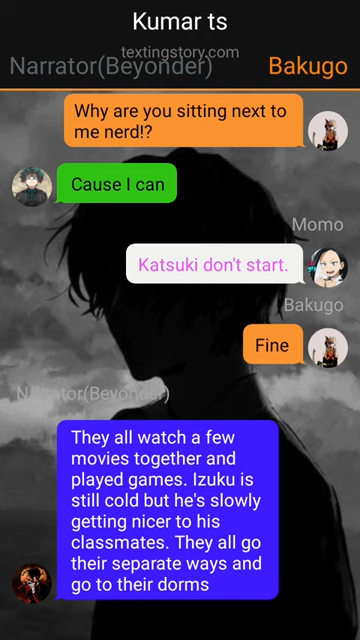 Kumar ts
textingstory.com
Narrator(Beyonder) Bakugo
Why are you sitting next to
me nerd!?
Cause I can
Momo
Katsuki don't start.
Bakugo
Fine
Narrator(Beyonder)
They all watch a few
movies together and
played games. Izuku is
still cold but he's slowly
getting nicer to his
classmates. They all go
their separate ways and
go to their dorms